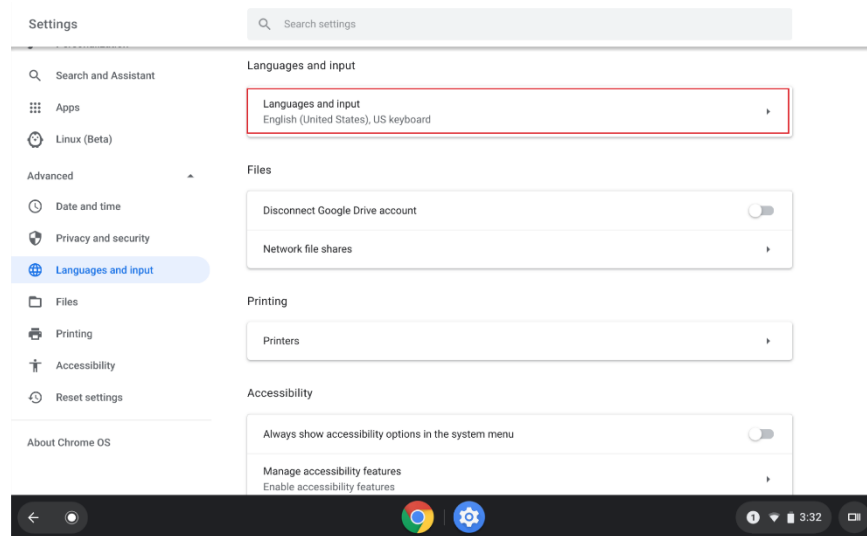 Settings
Search settings
Search and Assistant
Apps
Linux (Beta)
Advanced
Date and time
Privacy and security
Languages and input
Files
Printing
Accessibility
Reset settings
About Chrome OS
Languages and input
Languages and input
English (United States), US keyboard
Files
Disconnect Google Drive account
Network file shares
Printing
Printers
Accessibility
Always show accessibility options in the system menu
Manage accessibility features
Enable accessibility features
1
3:32